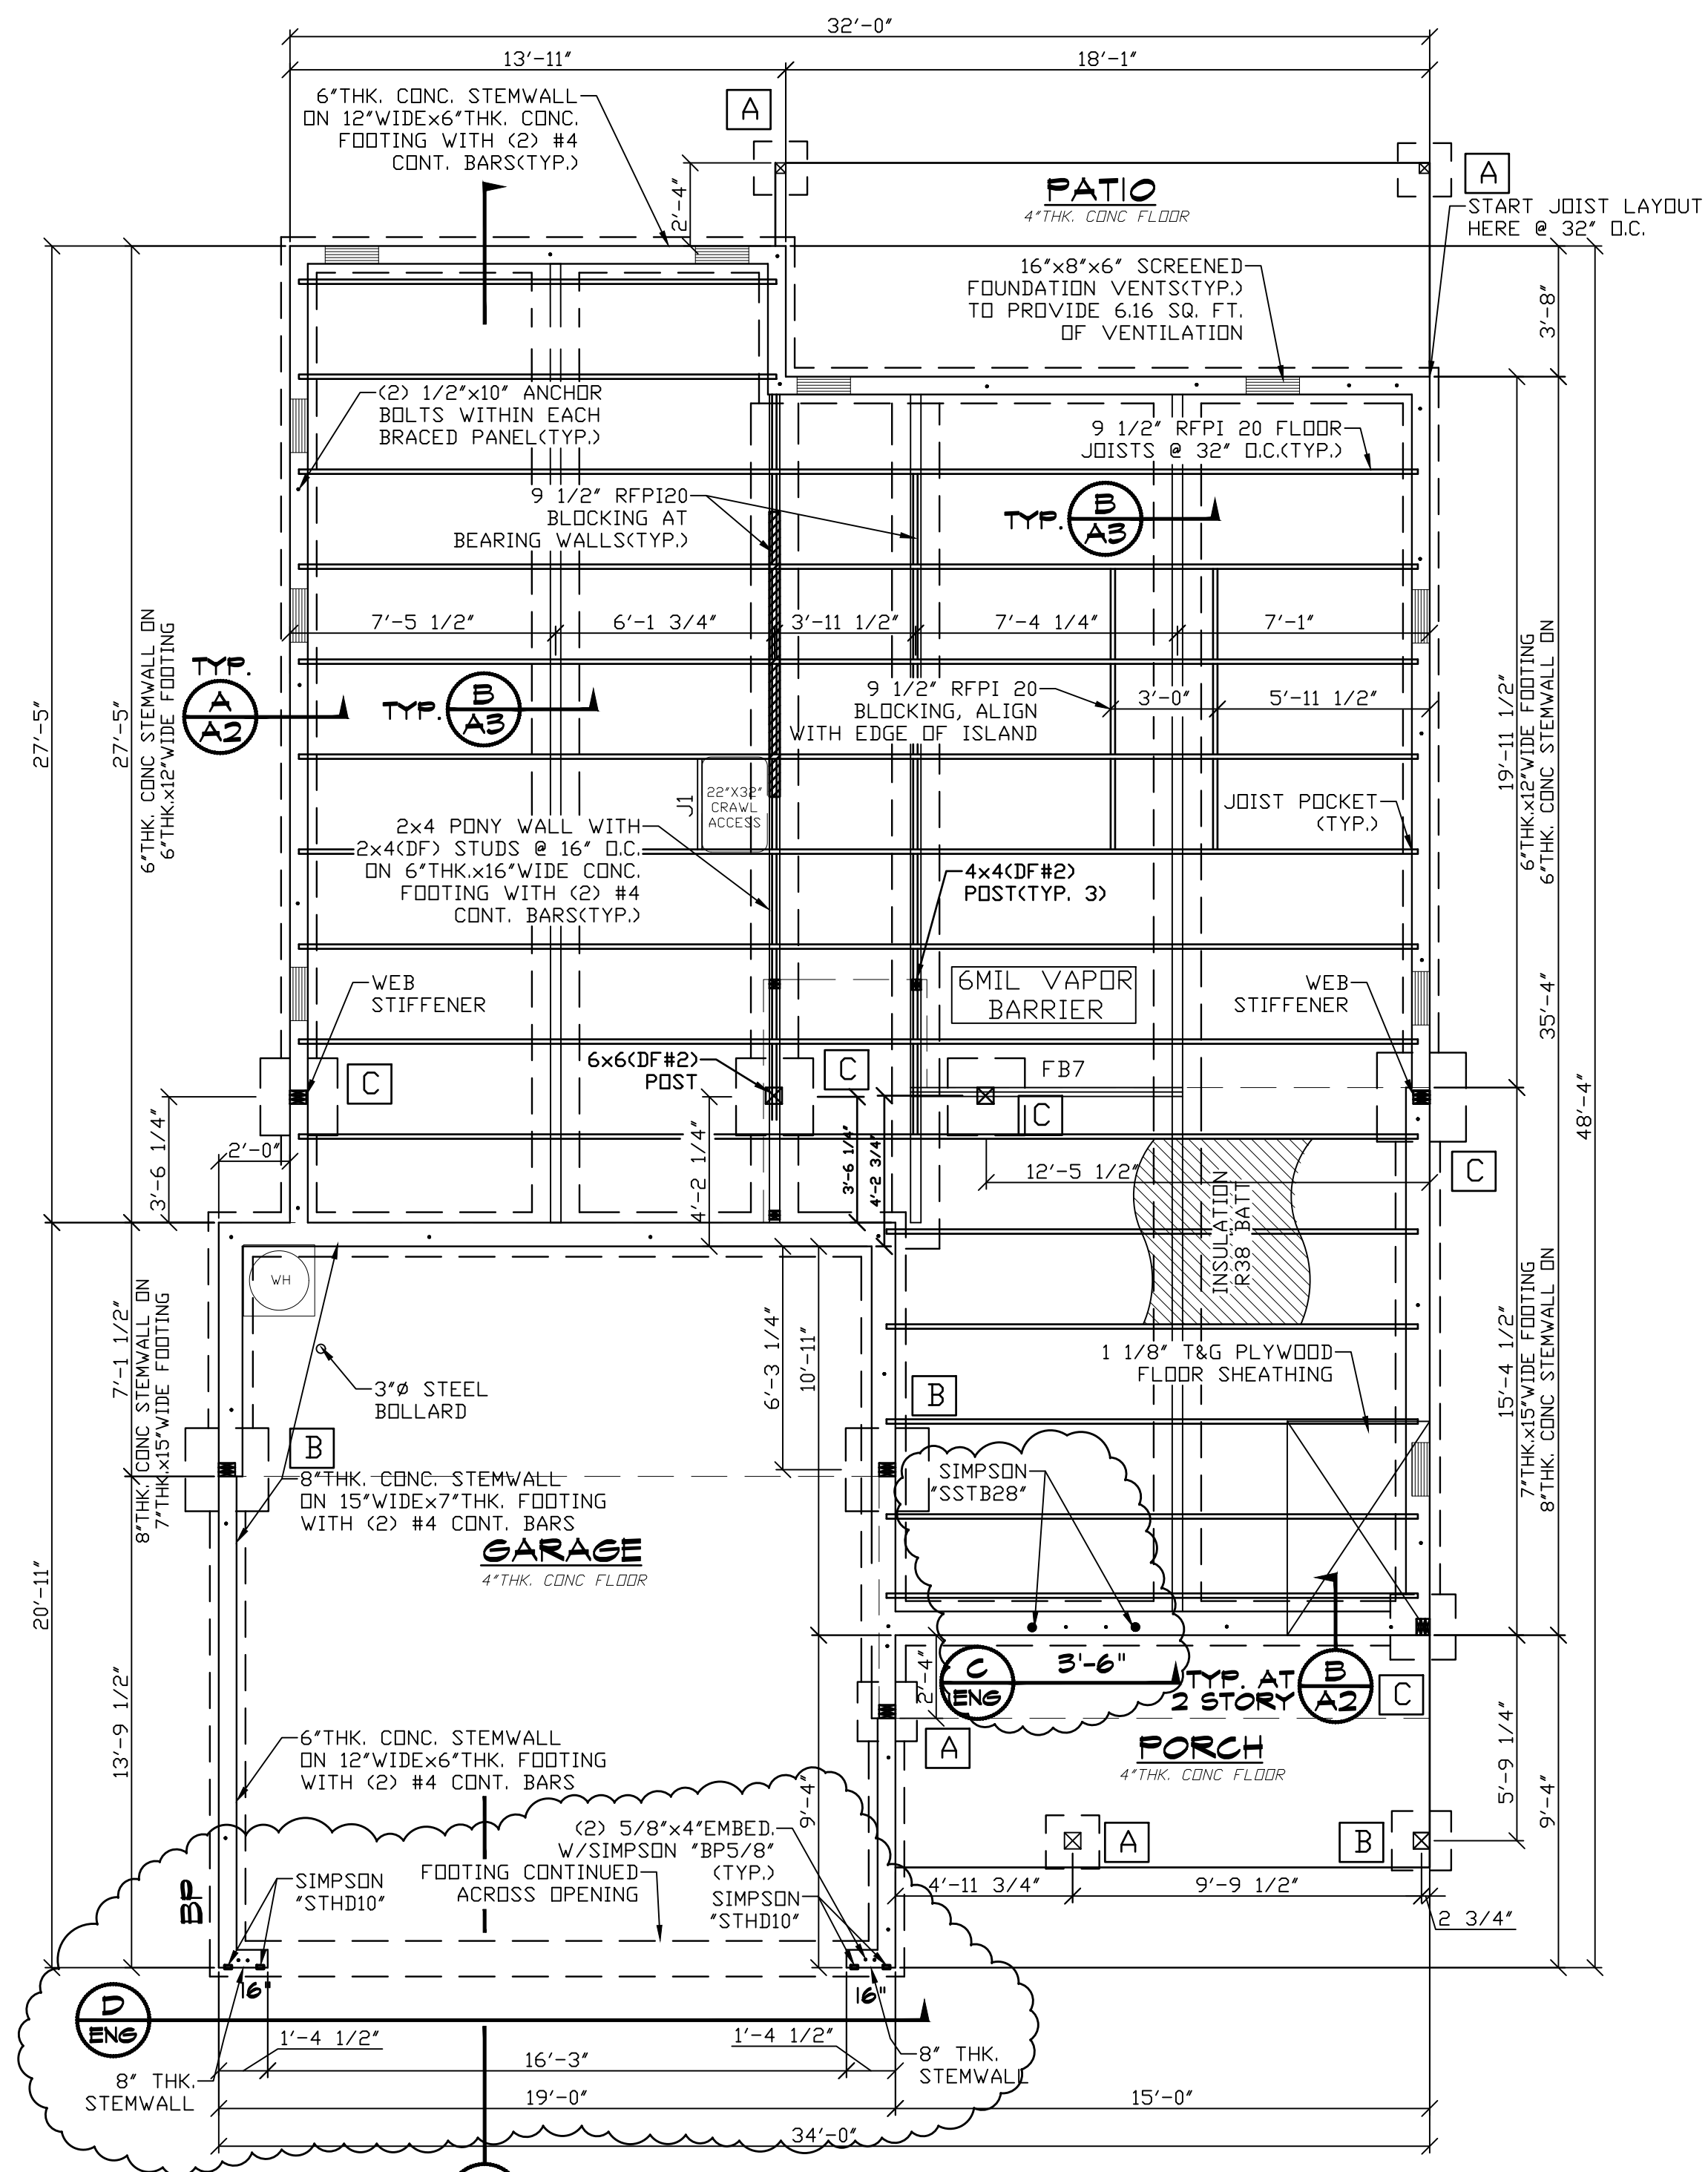 32'-0"
13'-11"
18'-1"
6"THK. CONC. STEMWALL
ON 12"WIDEx6"THK. CONC.
FOOTING WITH (2) #4
CONT. BARS(TYP.)
A
A
2'-4"
PATIO
4"THK. CONC FLOOR
START JOIST LAYOUT
HERE @ 32" O.C.
16"x8"x6" SCREENED
FOUNDATION VENTS(TYP.)
TO PROVIDE 6.16 SQ. FT.
OF VENTILATION
3'-8"
(2) 1/2"x10" ANCHOR
BOLTS WITHIN EACH
BRACED PANEL(TYP.)
9 1/2" RFPI 20 FLOOR
JOISTS @ 32" O.C.(TYP.)
9 1/2" RFPI20
BLOCKING AT
BEARING WALLS(TYP.)
TYP.
B
A3
7'-5 1/2"
6'-1 3/4"
3'-11 1/2"
7'-4 1/4"
7'-1"
27'-5"
27'-5"
6"THK. CONC STEMWALL ON
6"THK.x12"WIDE FOOTING
TYP.
A
A2
TYP.
B
A3
9 1/2" RFPI 20
BLOCKING, ALIGN
WITH EDGE OF ISLAND
3'-0"
5'-11 1/2"
19'-11 1/2"
6"THK.x12"WIDE FOOTING
6"THK. CONC STEMWALL ON
J1
22"X32"
CRAWL
ACCESS
JOIST POCKET
(TYP.)
2x4 PONY WALL WITH
2x4(DF) STUDS @ 16" O.C.
ON 6"THK.x16"WIDE CONC.
FOOTING WITH (2) #4
CONT. BARS(TYP.)
4x4(DF#2)
POST(TYP. 3)
WEB
STIFFENER
6MIL VAPOR
BARRIER
WEB
STIFFENER
35'-4"
48'-4"
C
6x6(DF#2)
POST
C
FB7
C
C
3'-6 1/4"
2'-0"
4'-2 1/4"
3'-6 1/4"
4'-2 3/4"
12'-5 1/2"
INSULATION
R38 BATT
WH
7'-1 1/2"
8"THK. CONC STEMWALL ON
7"THK.x15"WIDE FOOTING
3"Ø STEEL
BOLLARD
6'-3 1/4"
10'-11"
1 1/8" T&G PLYWOOD
FLOOR SHEATHING
15'-4 1/2"
7"THK.x15"WIDE FOOTING
8"THK. CONC STEMWALL ON
B
B
8"THK. CONC. STEMWALL
ON 15"WIDEx7"THK. FOOTING
WITH (2) #4 CONT. BARS
SIMPSON
"SSTB28"
GARAGE
4"THK. CONC FLOOR
20'-11"
13'-9 1/2"
2'-4"
C
ENG
3'-6"
TYP. AT
2 STORY
B
A2
C
A
PORCH
4"THK. CONC FLOOR
5'-9 1/4"
9'-4"
6"THK. CONC. STEMWALL
ON 12"WIDEx6"THK. FOOTING
WITH (2) #4 CONT. BARS
9'-4"
(2) 5/8"x4"EMBED.
W/SIMPSON "BP5/8"
(TYP.)
A
B
FOOTING CONTINUED
ACROSS OPENING
BP
SIMPSON
"STHD10"
SIMPSON
"STHD10"
4'-11 3/4"
9'-9 1/2"
2 3/4"
16"
16"
D
ENG
1'-4 1/2"
1'-4 1/2"
16'-3"
8" THK.
STEMWALL
8" THK.
STEMWALL
19'-0"
15'-0"
34'-0"